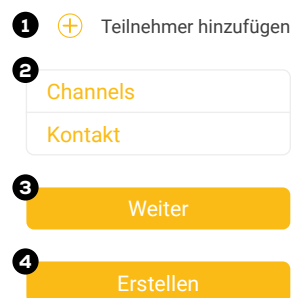 1 Teilnehmer hinzufügen
2
Channels
Kontakt
3
Weiter
4
Erstellen